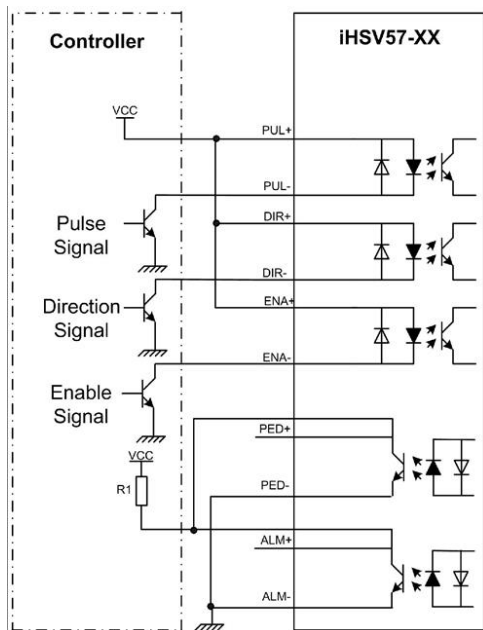 Controller
iHSV57-XX
VCC
PUL+
PUL-
Pulse
Signal
DIR+
DIR-
Direction
Signal
ENA+
ENA-
Enable
Signal
VCC
R1
PED+
PED-
ALM+
ALM-